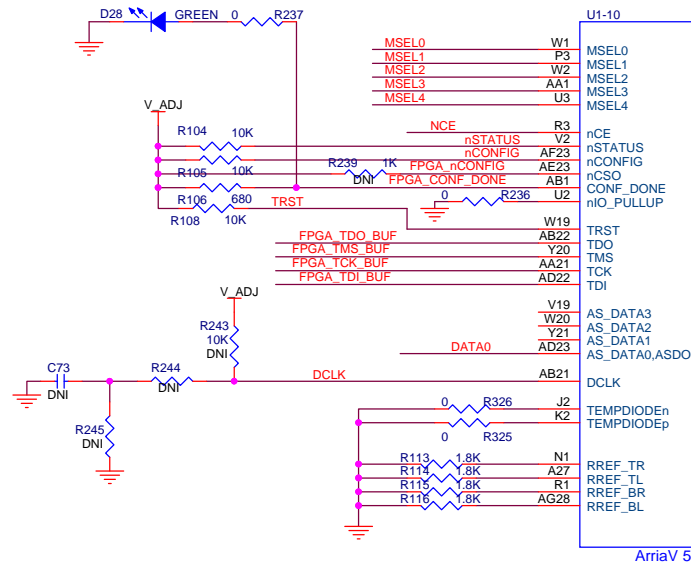 D28 GREEN 0 R237 U1-10
MSEL0 W1 MSEL0
MSEL1 P3 MSEL1
MSEL2 W2 MSEL2
MSEL3 AA1 MSEL3
MSEL4 U3 MSEL4
V_ADJ
NCE R3 nCE
R104 10K nSTATUS V2 nSTATUS
nCONFIG AF23 nCONFIG
R105 10K R239 1K DNI FPGA_nCONFIG AE23 nCSO
FPGA_CONF_DONE AB1 CONF_DONE
R106 680 0 R236 U2 nIO_PULLUP
R108 10K TRST W19 TRST
FPGA_TDO_BUF AB22 TDO
FPGA_TMS_BUF Y20 TMS
FPGA_TCK_BUF AA21 TCK
FPGA_TDI_BUF AD22 TDI
V_ADJ
V19 AS_DATA3
W20 AS_DATA2
R243 10K DNI Y21 AS_DATA1
DATA0 AD23 AS_DATA0,ASDO
C73 DNI R244 DNI DCLK AB21 DCLK
R245 DNI
0 R326 J2 TEMPDIODEn
0 R325 K2 TEMPDIODEp
R113 1.8K N1 RREF_TR
R114 1.8K A27 RREF_TL
R115 1.8K R1 RREF_BR
R116 1.8K AG28 RREF_BL
ArriaV 5